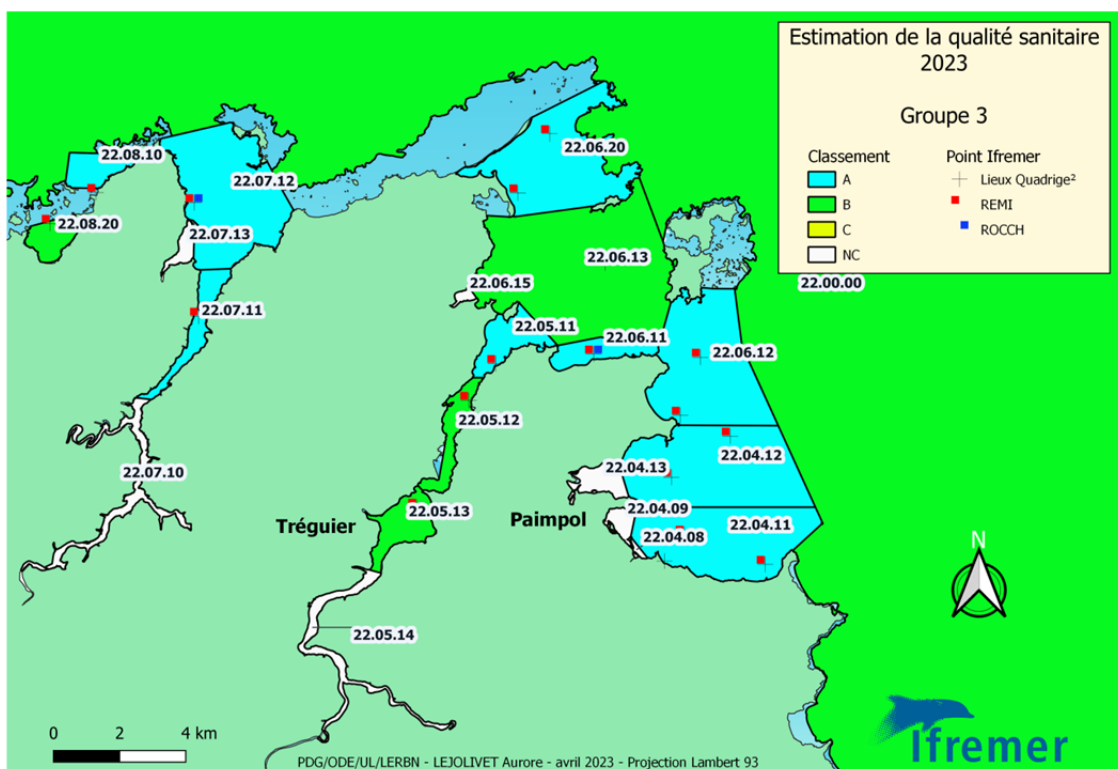 Estimation de la qualité sanitaire
2023
Groupe 3
Classement
Point Ifremer
A
Lieux Quadrige²
B
REMI
C
ROCCH
NC
22.08.10
22.06.20
22.07.12
22.08.20
22.07.13
22.06.13
22.06.15
22.00.00
22.07.11
22.05.11
22.06.11
22.06.12
22.05.12
22.04.12
22.07.10
22.04.13
22.05.13
22.04.09
Tréguier
Paimpol
22.04.11
22.04.08
22.05.14
N
0 2 4 km
Ifremer
PDG/ODE/UL/LERBN - LEJOLIVET Aurore - avril 2023 - Projection Lambert 93